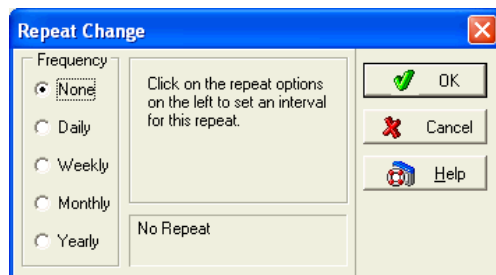 Repeat Change
Frequency
None
Daily
Weekly
Monthly
Yearly
Click on the repeat options
on the left to set an interval
for this repeat.
No Repeat
OK
Cancel
Help